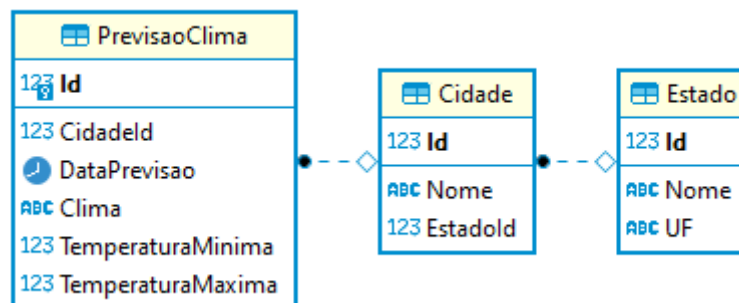 PrevisaoClima
123 Id
123 CidadeId
DataPrevisao
ABC Clima
123 TemperaturaMinima
123 TemperaturaMaxima
Cidade
123 Id
ABC Nome
123 EstadoId
Estado
123 Id
ABC Nome
ABC UF